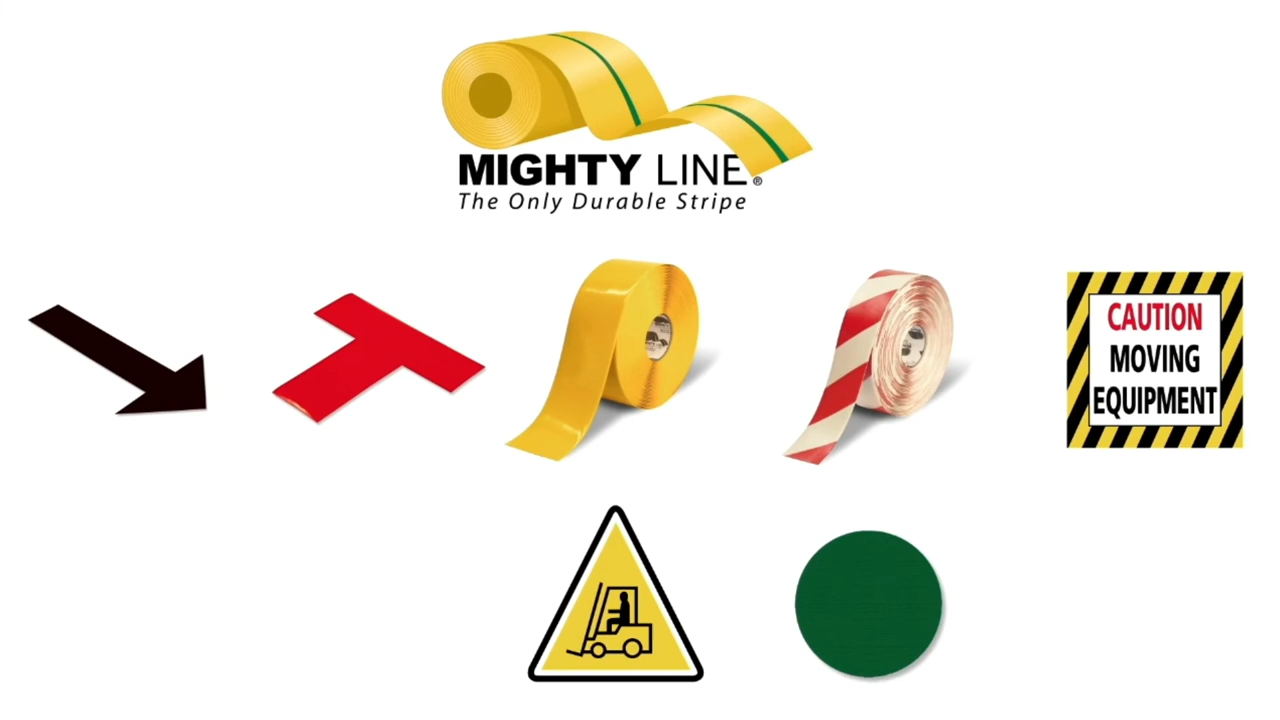 MIGHTY LINE®
The Only Durable Stripe
CAUTION
MOVING
EQUIPMENT